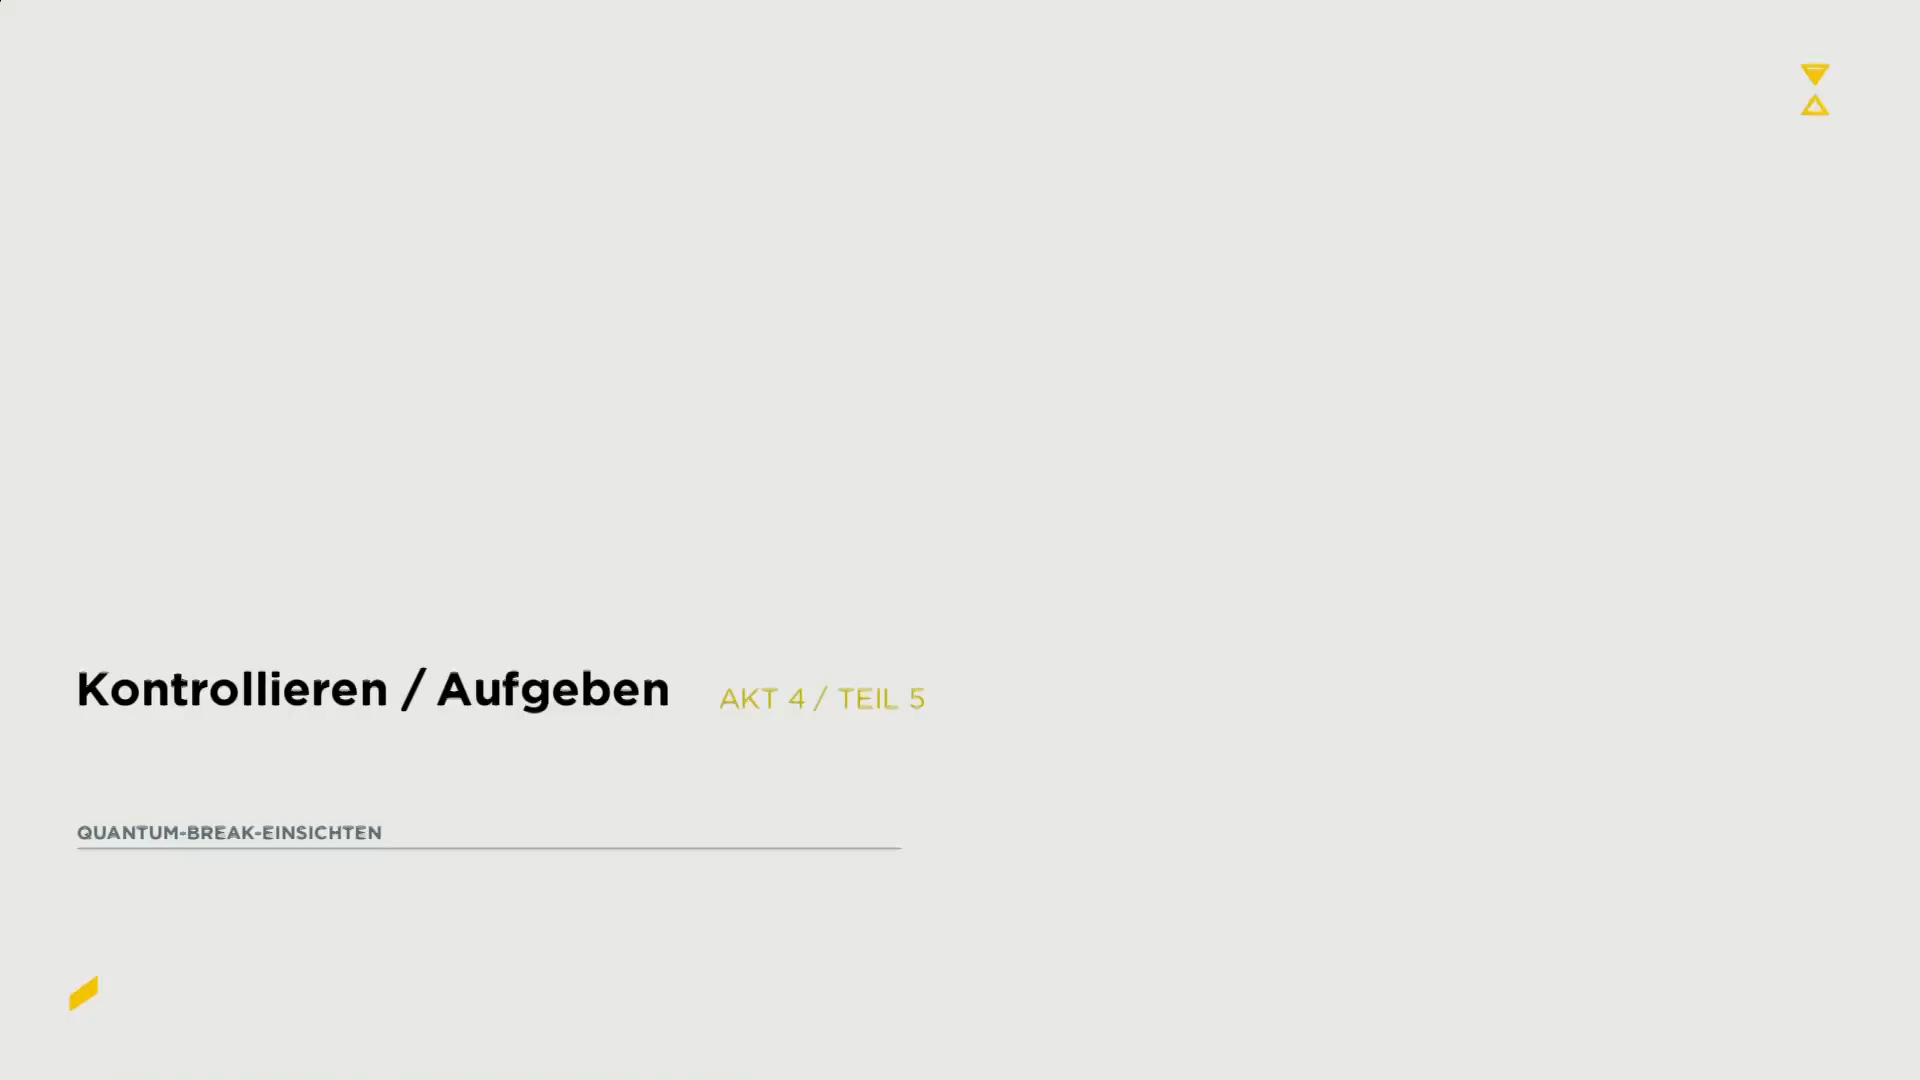 Kontrollieren / Aufgeben AKT 4 / TEIL 5
QUANTUM-BREAK-EINSICHTEN